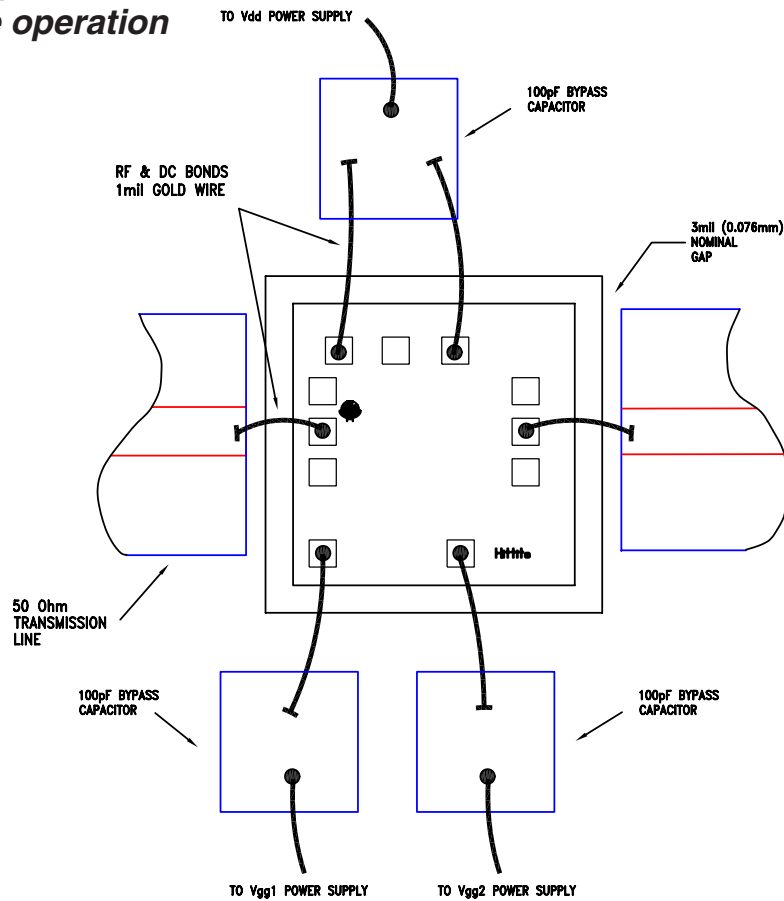 operation
TO Vdd POWER SUPPLY
100pF BYPASS
CAPACITOR
RF & DC BONDS
1mil GOLD WIRE
3mil (0.076mm)
NOMINAL
GAP
Hittite
50 Ohm
TRANSMISSION
LINE
100pF BYPASS
CAPACITOR
100pF BYPASS
CAPACITOR
TO Vgg1 POWER SUPPLY
TO Vgg2 POWER SUPPLY